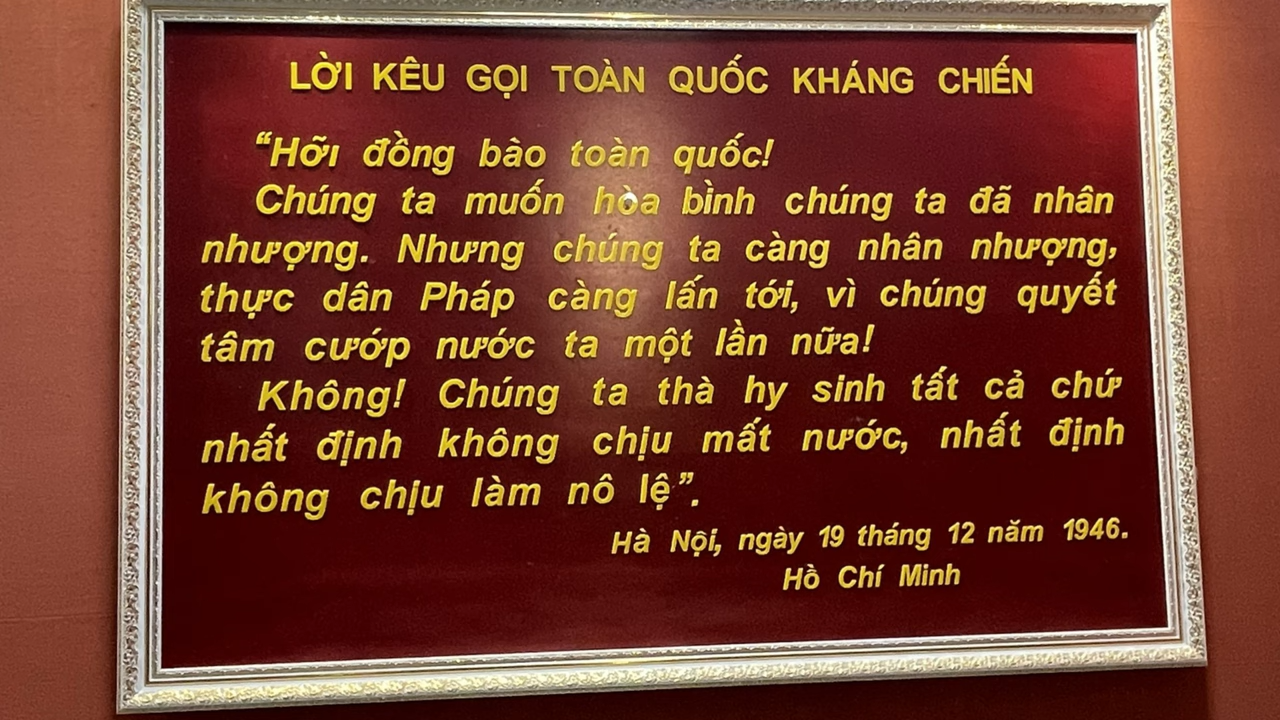 LỜI KÊU GỌI TOÀN QUỐC KHÁNG CHIẾN
“Hỡi đồng bào toàn quốc!
Chúng ta muốn hòa bình chúng ta đã nhân
nhượng. Nhưng chúng ta càng nhân nhượng,
thực dân Pháp càng lấn tới, vì chúng quyết
tâm cướp nước ta một lần nữa!
Không! Chúng ta thà hy sinh tất cả chứ
nhất định không chịu mất nước, nhất định
không chịu làm nô lệ”.
Hà Nội, ngày 19 tháng 12 năm 1946.
Hồ Chí Minh